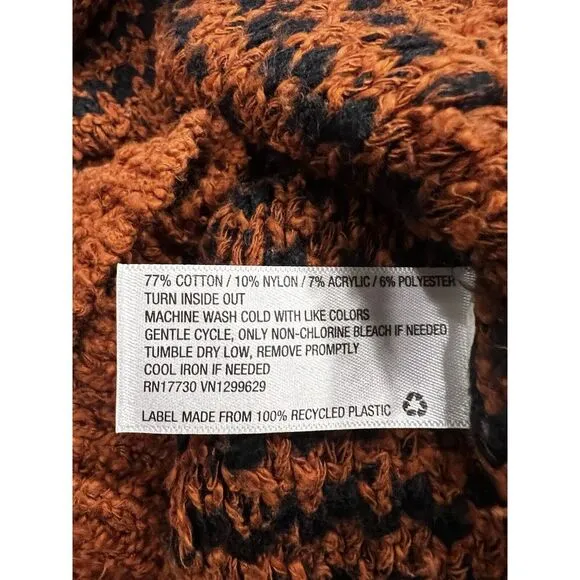 77% COTTON / 10% NYLON / 7% ACRYLIC / 6% POLYESTER
TURN INSIDE OUT
MACHINE WASH COLD WITH LIKE COLORS
GENTLE CYCLE, ONLY NON-CHLORINE BLEACH IF NEEDED
TUMBLE DRY LOW, REMOVE PROMPTLY
COOL IRON IF NEEDED
RN17730 VN1299629
LABEL MADE FROM 100% RECYCLED PLASTIC